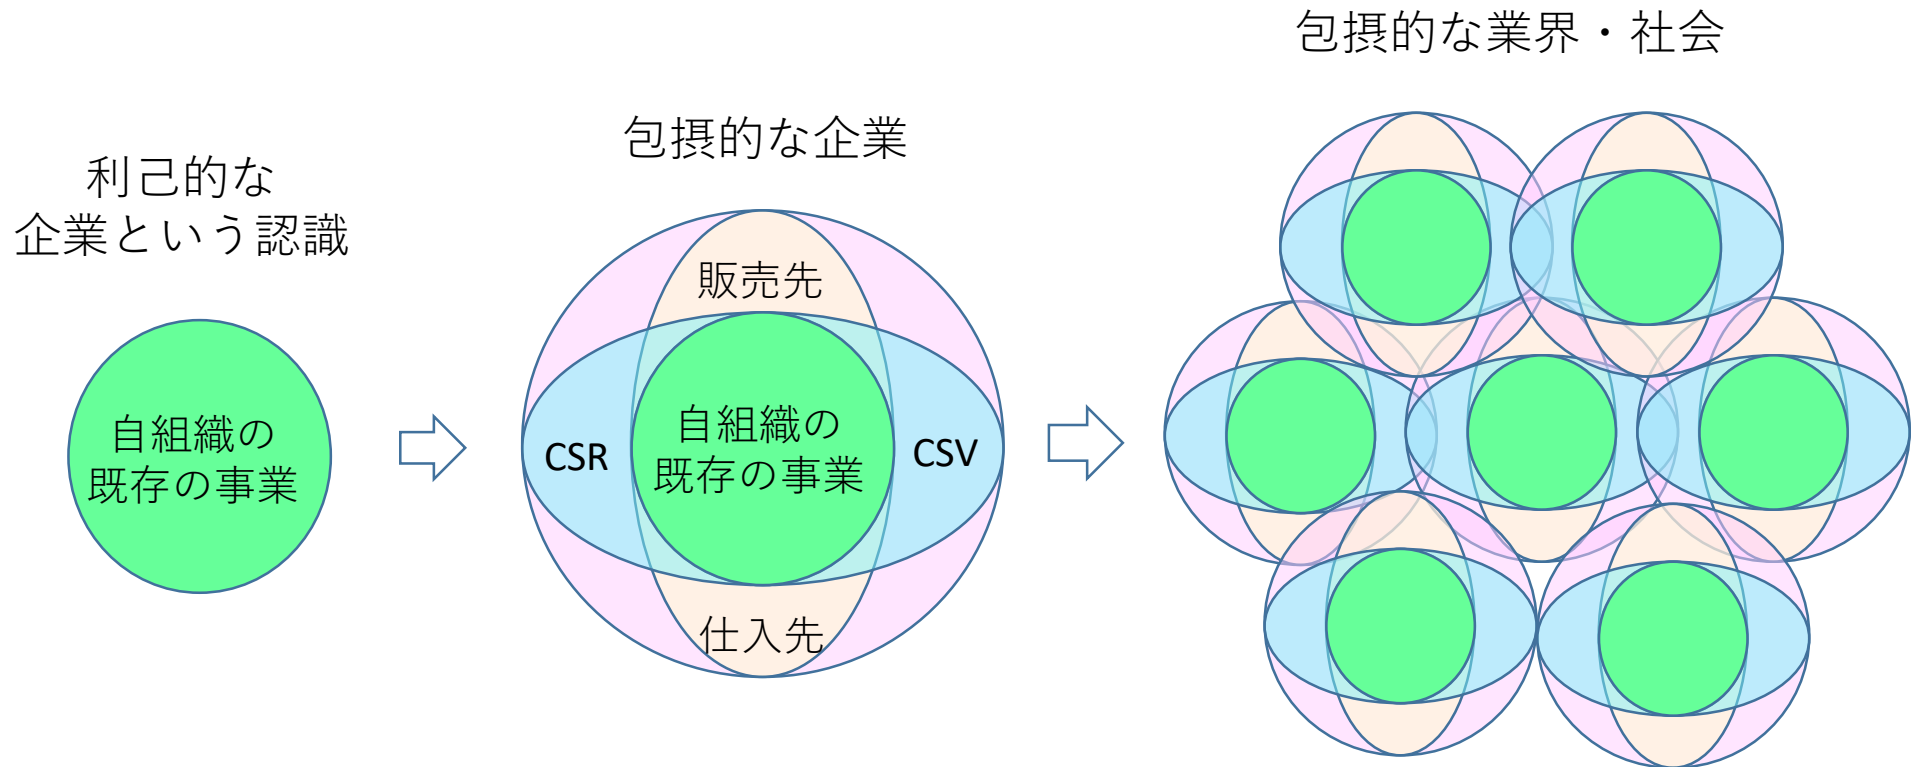 利己的な
企業という認識
自組織の
既存の事業
包摂的な企業
販売先
CSR
自組織の
既存の事業
CSV
仕入先
包摂的な業界・社会